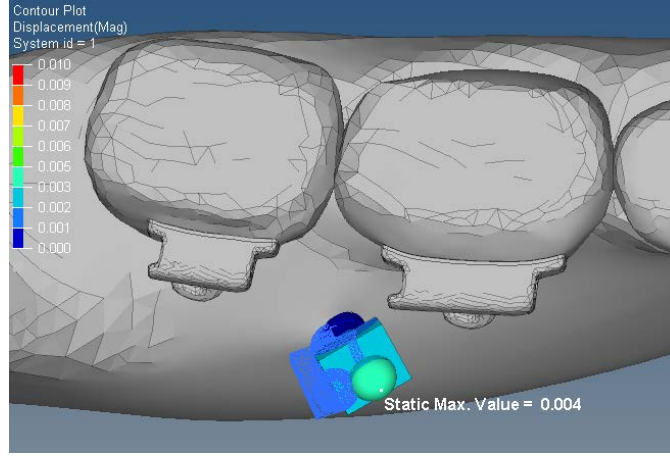 Contour Plot
Displacement(Mag)
System id = 1
0.010
0.009
0.008
0.007
0.006
0.005
0.003
0.002
0.001
0.000
Static Max. Value = 0.004